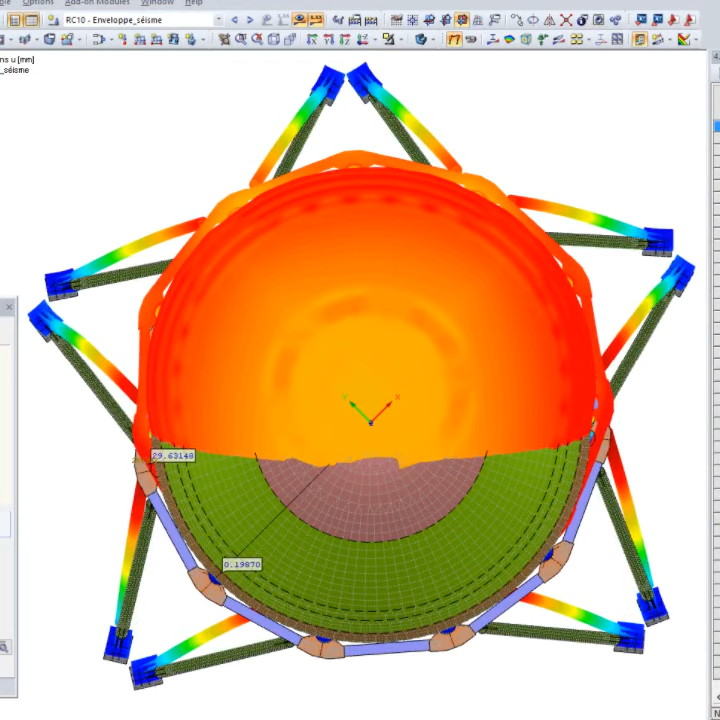 Options Add-on Modules Window Help
RC10 - Enveloppe_séisme
ns u [mm]
_séisme
29.63148
0.19870